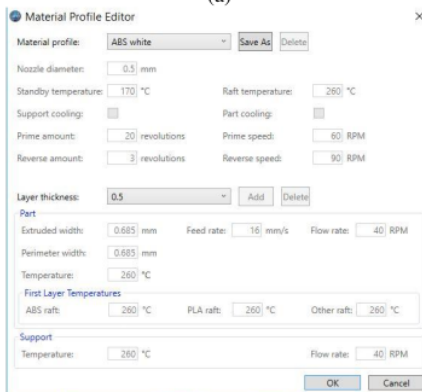 (a)
Material Profile Editor
Material profile: ABS white Save As Delete
Nozzle diameter: 0.5 mm
Standby temperature: 170 °C Raft temperature: 260 °C
Support cooling: Part cooling:
Prime amount: 20 revolutions Prime speed: 60 RPM
Reverse amount: 3 revolutions Reverse speed: 90 RPM
Layer thickness: 0.5 Add Delete
Part
Extruded width: 0.685 mm Feed rate: 16 mm/s Flow rate: 40 RPM
Perimeter width: 0.685 mm
Temperature: 260 °C
First Layer Temperatures
ABS raft: 260 °C PLA raft: 260 °C Other raft: 260 °C
Support
Temperature: 260 °C Flow rate: 40 RPM
OK Cancel